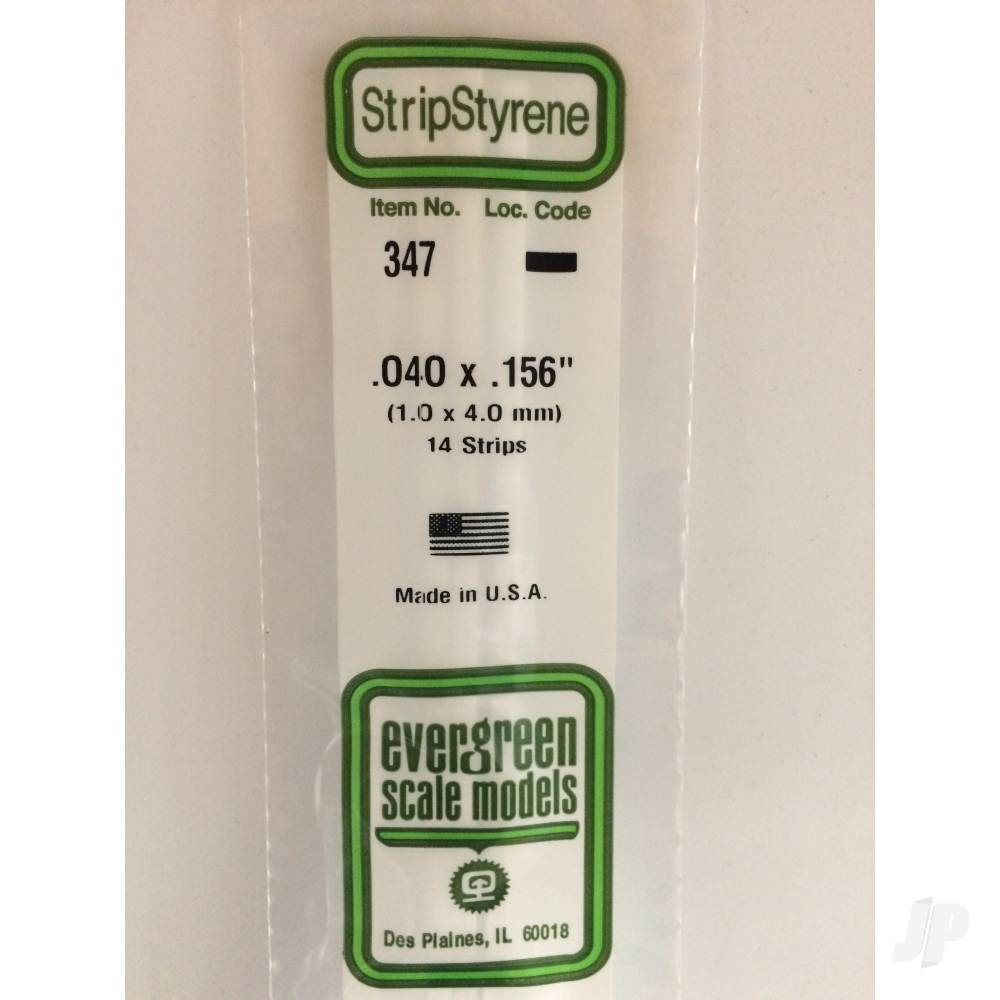 StripStyrene
Item No. Loc. Code
347
.040 x .156"
(1.0 x 4.0 mm)
14 Strips
Made in U.S.A.
evergreen
scale models
Des Plaines, IL 60018
JP